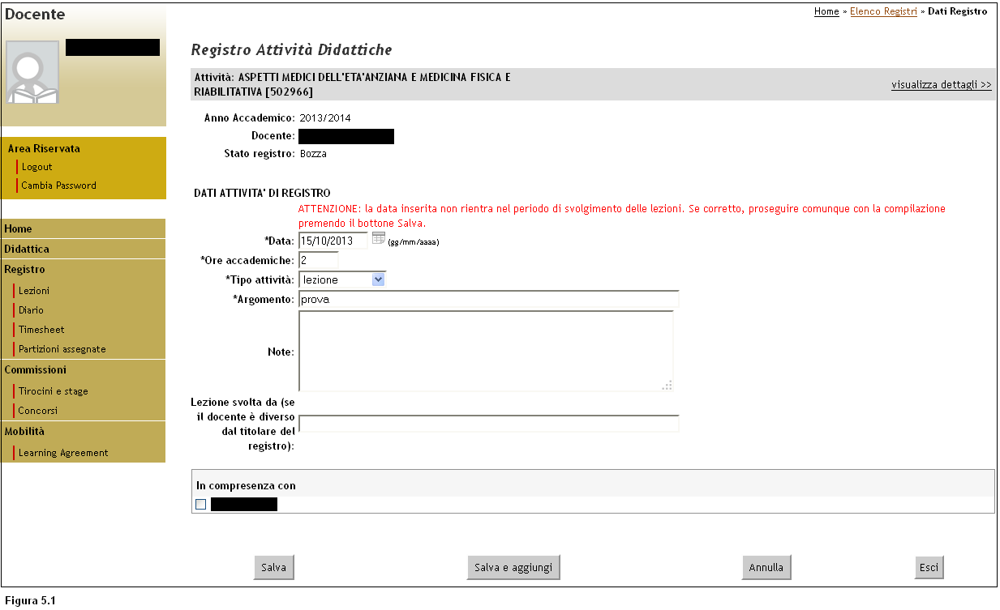 Docente
Home » Elenco Registri » Dati Registro
Registro Attività Didattiche
Attività: ASPETTI MEDICI DELL'ETA'ANZIANA E MEDICINA FISICA E
RIABILITATIVA [502966]
visualizza dettagli >>
Anno Accademico: 2013/2014
Docente:
Stato registro: Bozza
Area Riservata
Logout
Cambia Password
Home
Didattica
Registro
Lezioni
Diario
Timesheet
Partizioni assegnate
Commissioni
Tirocini e stage
Concorsi
Mobilità
Learning Agreement
DATI ATTIVITA' DI REGISTRO
ATTENZIONE: la data inserita non rientra nel periodo di svolgimento delle lezioni. Se corretto, proseguire comunque con la compilazione
premendo il bottone Salva.
*Data: 15/10/2013 (gg/mm/aaaa)
*Ore accademiche: 2
*Tipo attività: lezione
*Argomento: prova
Note:
Lezione svolta da (se
il docente è diverso
dal titolare del
registro):
In compresenza con
Salva
Salva e aggiungi
Annulla
Esci
Figura 5.1